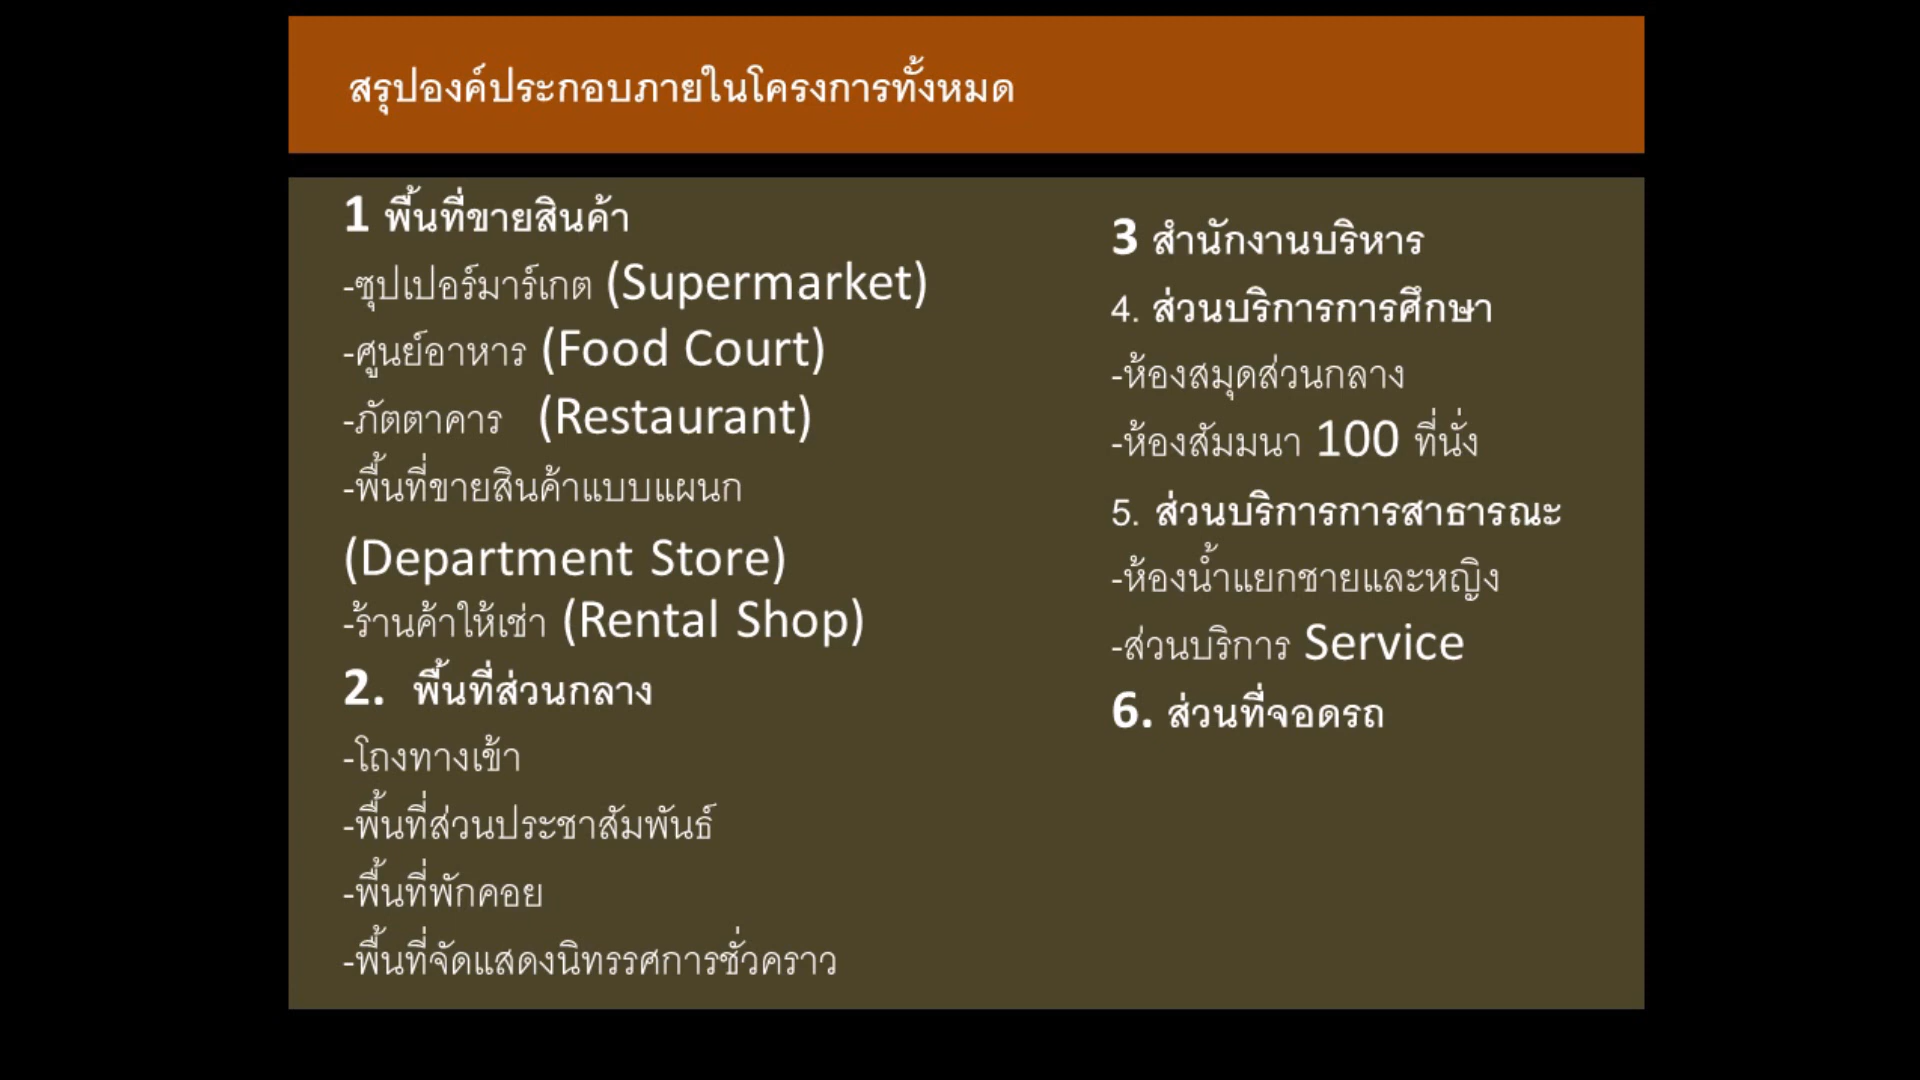 สรุปองค์ประกอบภายในโครงการทั้งหมด
1 พื้นที่ขายสินค้า
-ซุปเปอร์มาร์เกต (Supermarket)
-ศูนย์อาหาร (Food Court)
-ภัตตาคาร (Restaurant)
-พื้นที่ขายสินค้าแบบแผนก
(Department Store)
-ร้านค้าให้เช่า (Rental Shop)
2. พื้นที่ส่วนกลาง
-โถงทางเข้า
-พื้นที่ส่วนประชาสัมพันธ์
-พื้นที่พักคอย
-พื้นที่จัดแสดงนิทรรศการชั่วคราว
3 สำนักงานบริหาร
4. ส่วนบริการการศึกษา
-ห้องสมุดส่วนกลาง
-ห้องสัมมนา 100 ที่นั่ง
5. ส่วนบริการการสาธารณะ
-ห้องน้ำแยกชายและหญิง
-ส่วนบริการ Service
6. ส่วนที่จอดรถ